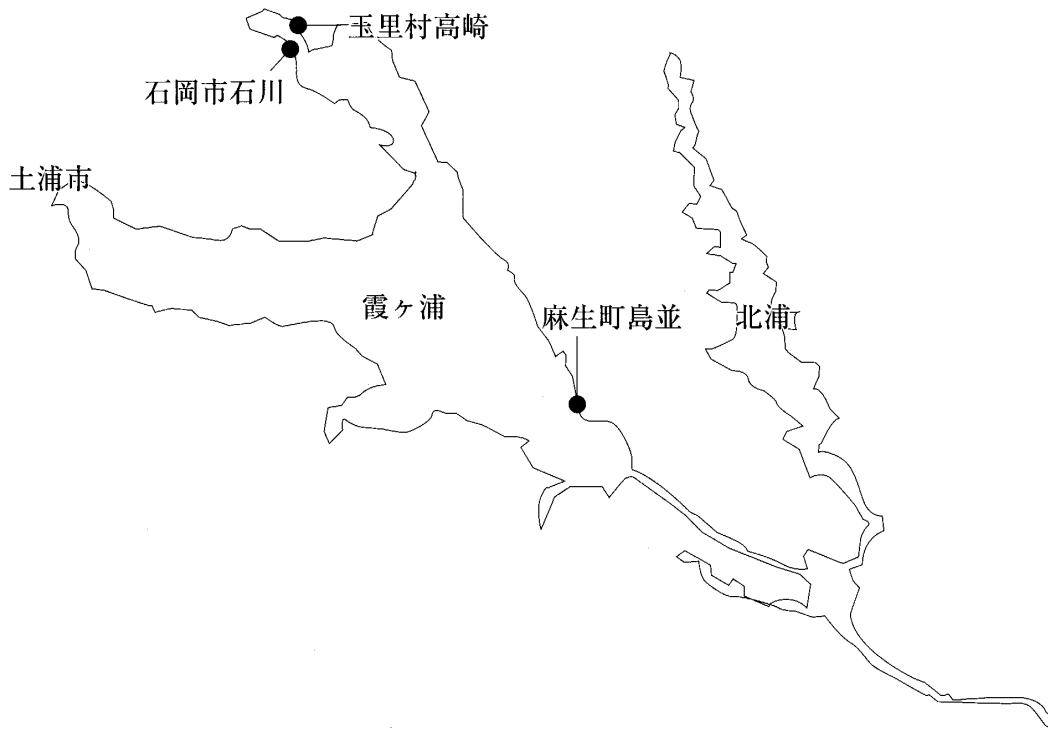 玉里村高崎
石岡市石川
土浦市
霞ヶ浦
麻生町島並
北浦